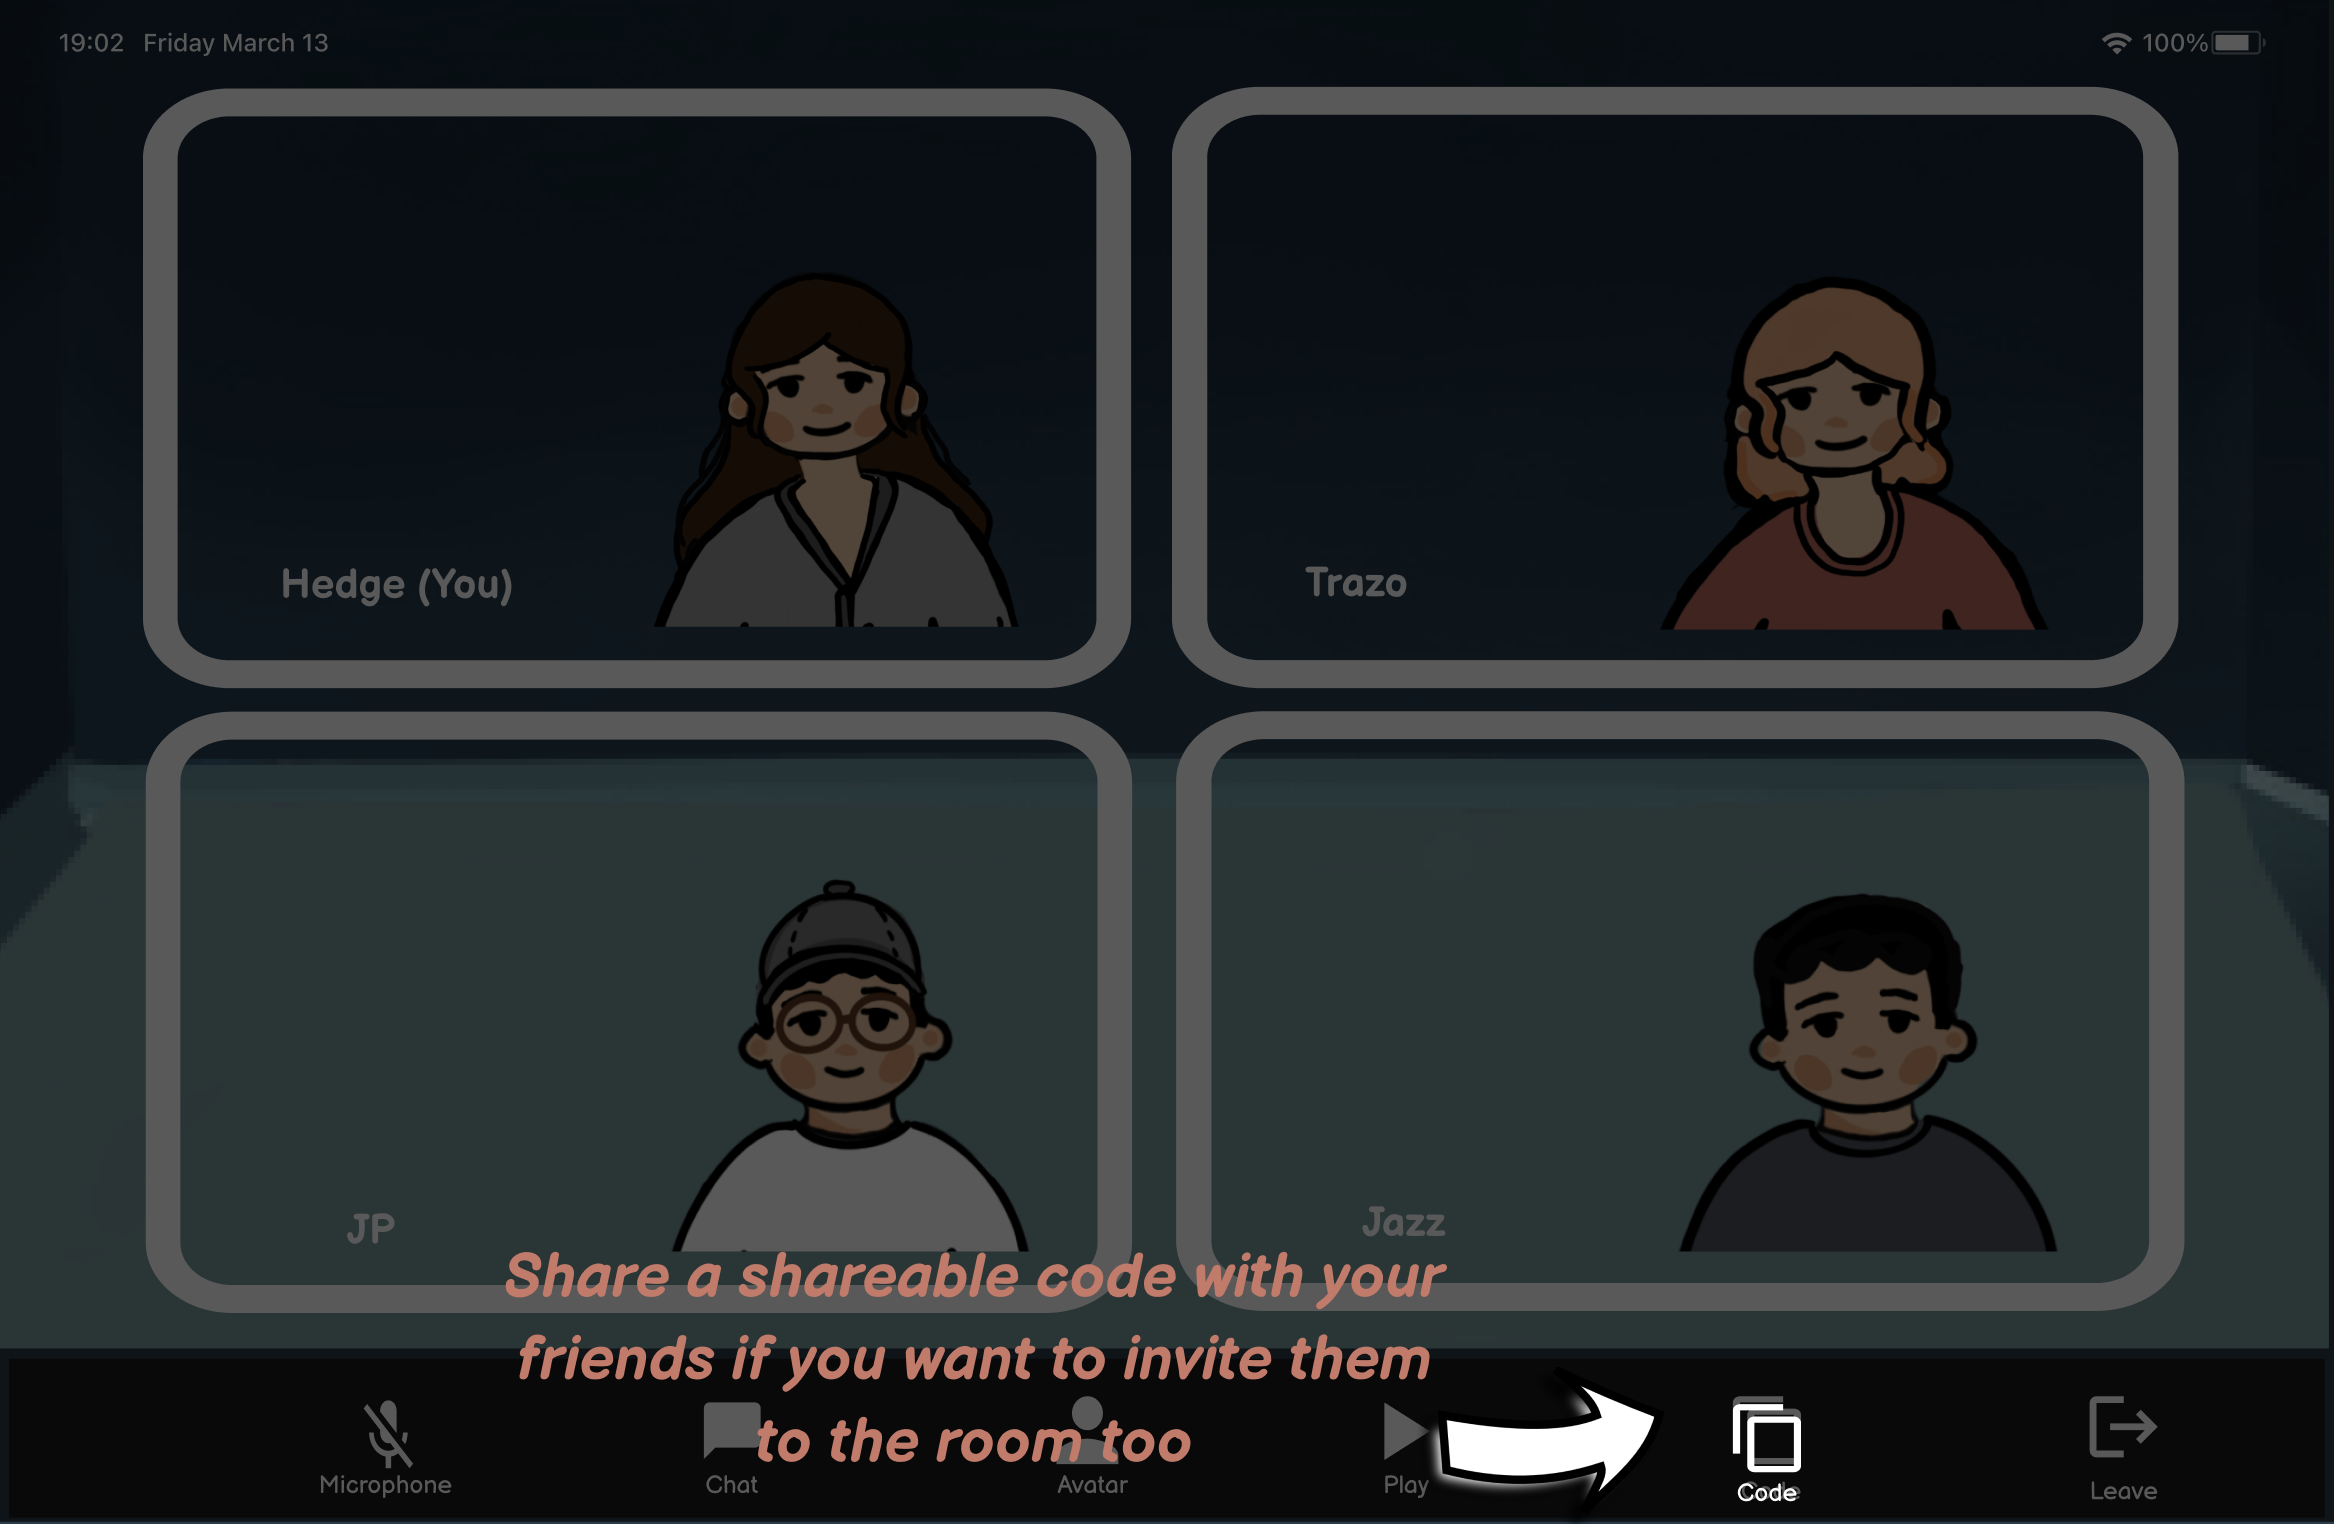 19:02 Friday March 13
100%
Hedge (You)
Trazo
JP
Jazz
Share a shareable code with your
friends if you want to invite them
to the room too
Microphone
Chat
Avatar
Play
Code
Leave